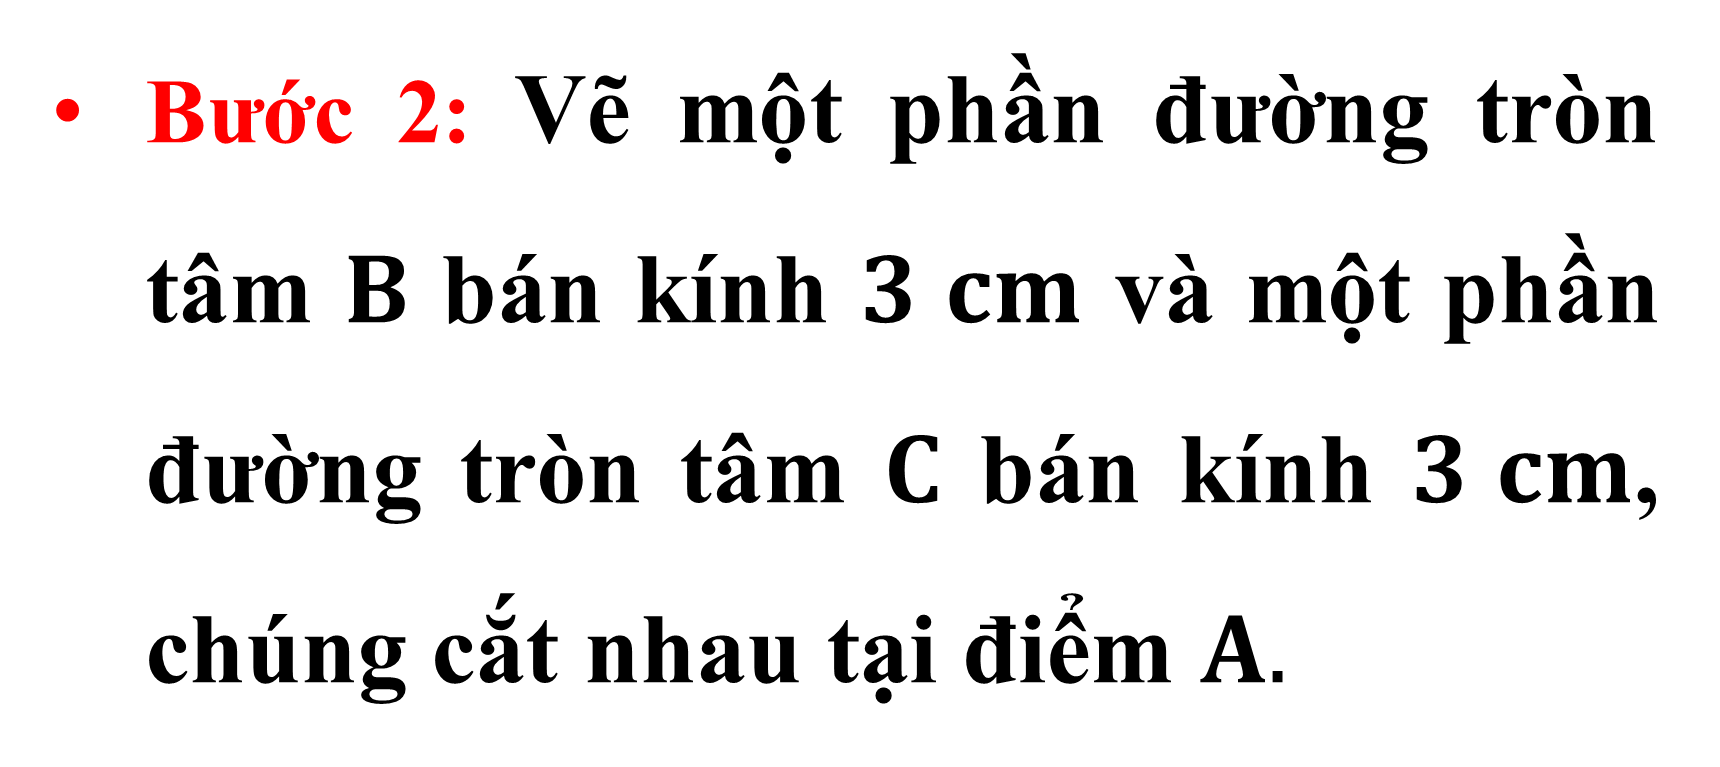 • Bước 2: Vẽ một phần đường tròn
tâm B bán kính 3 cm và một phần
đường tròn tâm C bán kính 3 cm,
chúng cắt nhau tại điểm A.